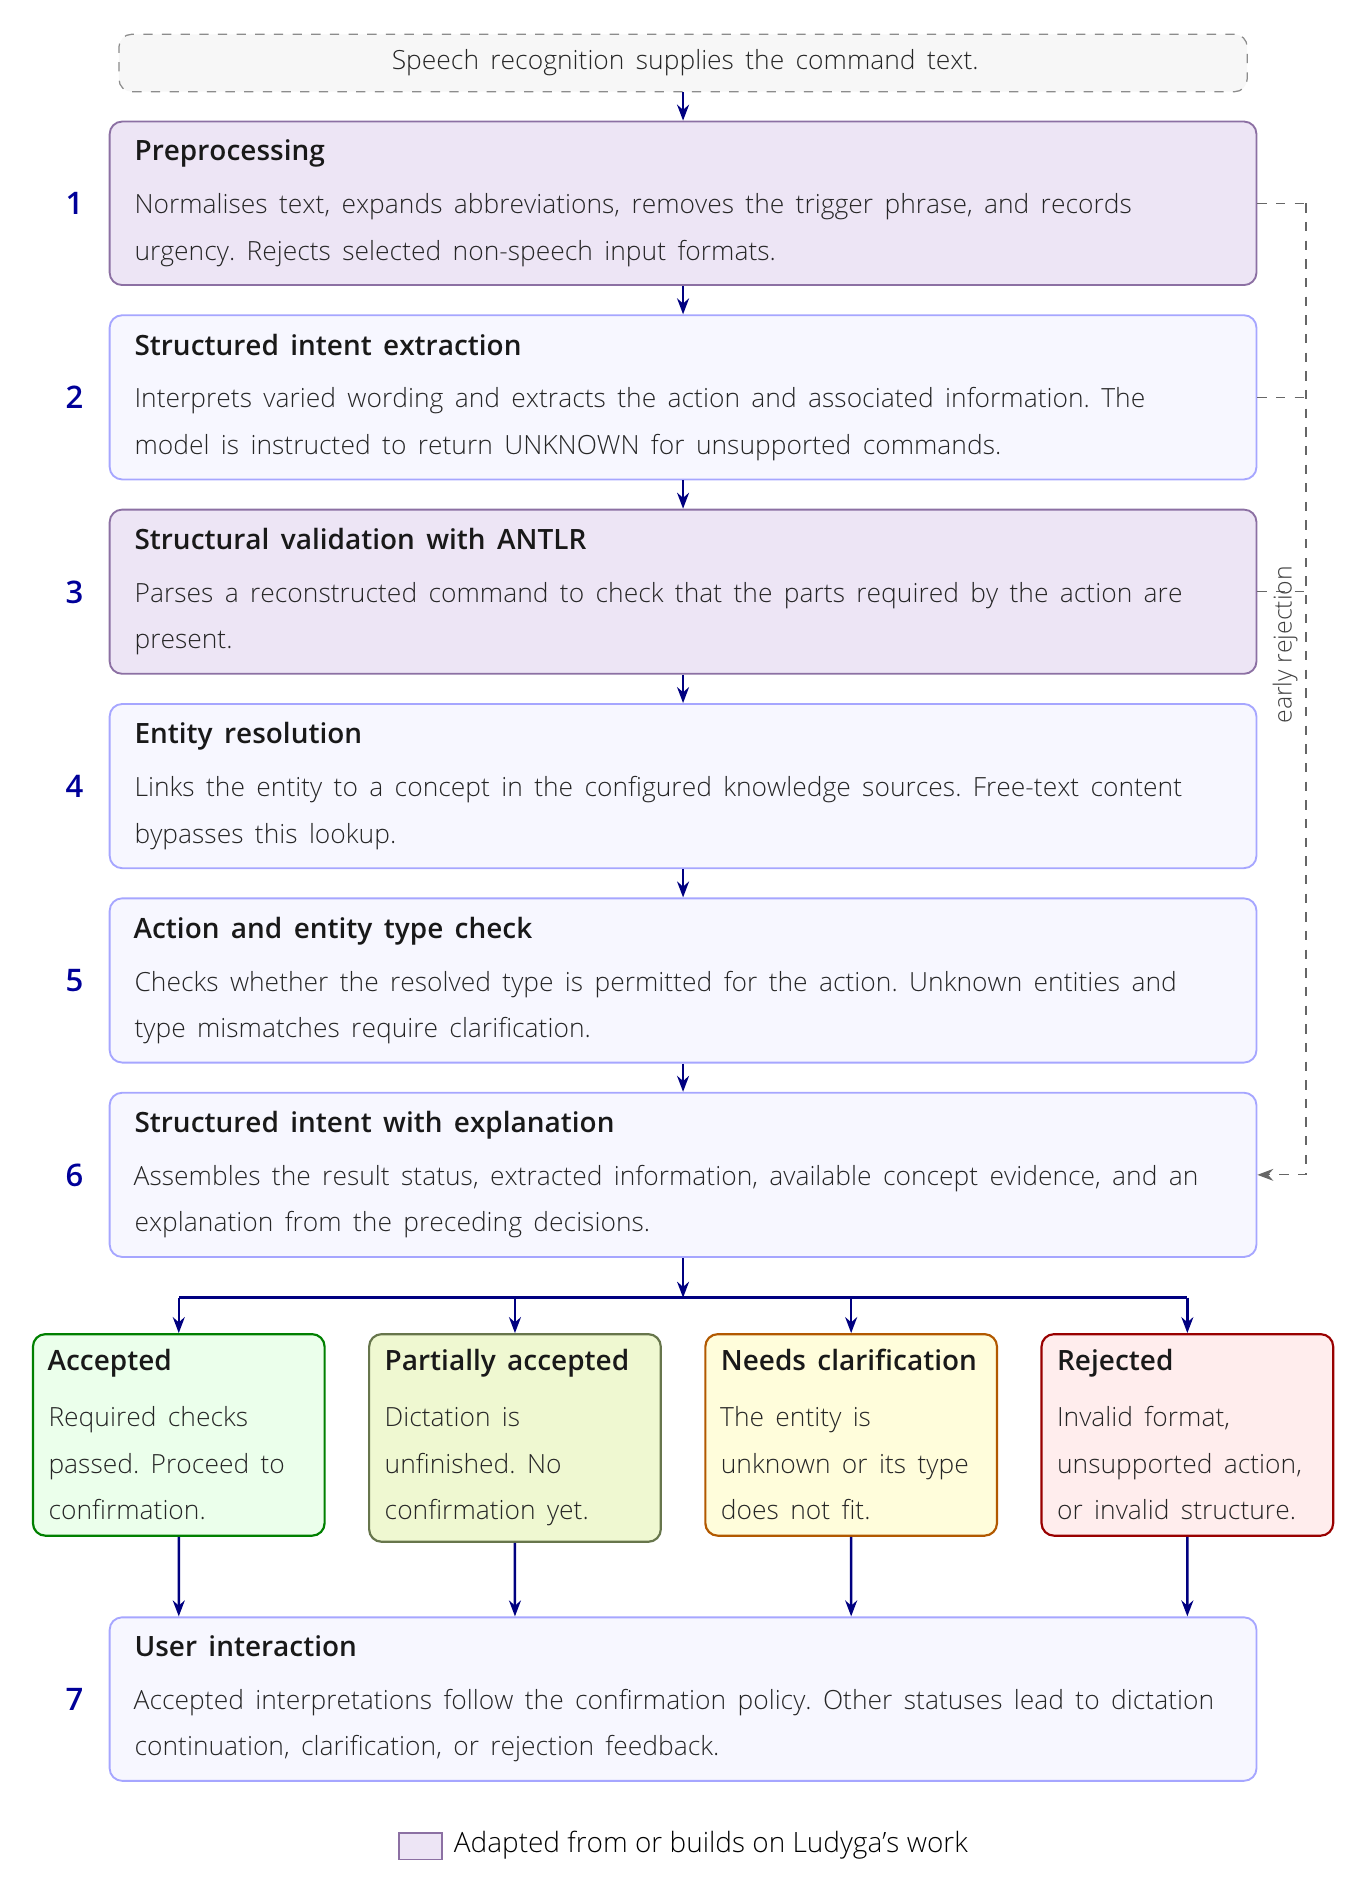 Speech recognition supplies the command text.
Preprocessing
1
Normalises text, expands abbreviations, removes the trigger phrase, and records
urgency. Rejects selected non-speech input formats.
Structured intent extraction
2
Interprets varied wording and extracts the action and associated information. The
model is instructed to return UNKNOWN for unsupported commands.
Structural validation with ANTLR
3
Parses a reconstructed command to check that the parts required by the action are
present.
early rejection
Entity resolution
4
Links the entity to a concept in the configured knowledge sources. Free-text content
bypasses this lookup.
Action and entity type check
5
Checks whether the resolved type is permitted for the action. Unknown entities and
type mismatches require clarification.
Structured intent with explanation
6
Assembles the result status, extracted information, available concept evidence, and an
explanation from the preceding decisions.
Accepted
Required checks
passed. Proceed to
confirmation.
Partially accepted
Dictation is
unfinished. No
confirmation yet.
Needs clarification
The entity is
unknown or its type
does not fit.
Rejected
Invalid format,
unsupported action,
or invalid structure.
User interaction
7
Accepted interpretations follow the confirmation policy. Other statuses lead to dictation
continuation, clarification, or rejection feedback.
Adapted from or builds on Ludyga’s work